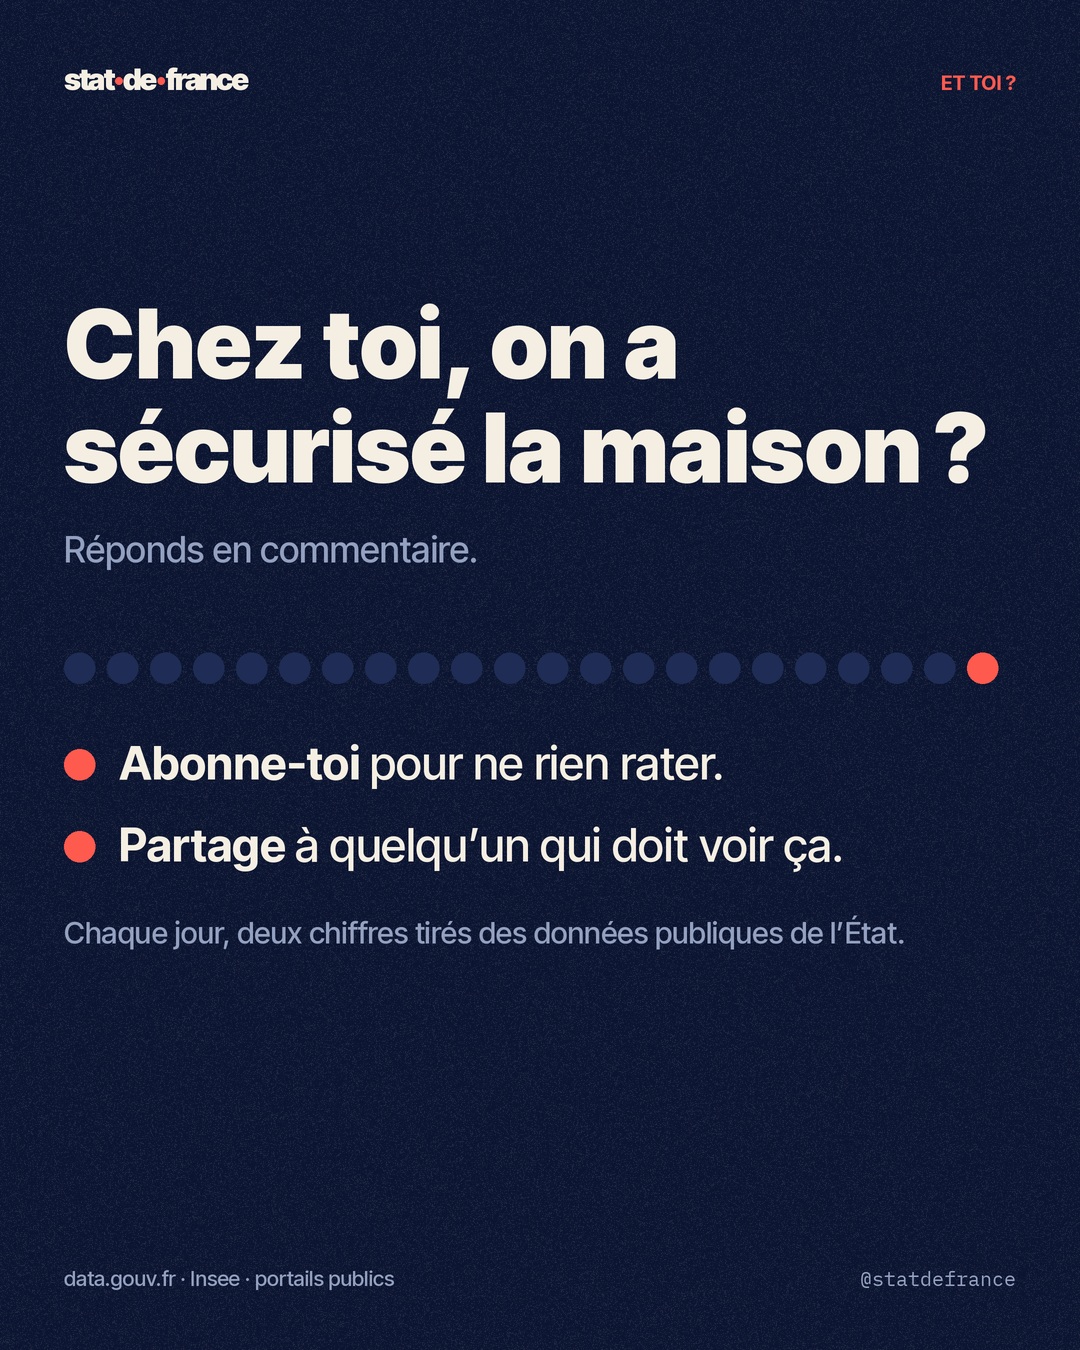 stat·de·france
ET TOI ?
Chez toi, on a
sécurisé la maison ?
Réponds en commentaire.
Abonne-toi pour ne rien rater.
Partage à quelqu’un qui doit voir ça.
Chaque jour, deux chiffres tirés des données publiques de l’État.
data.gouv.fr · Insee · portails publics
@statdefrance